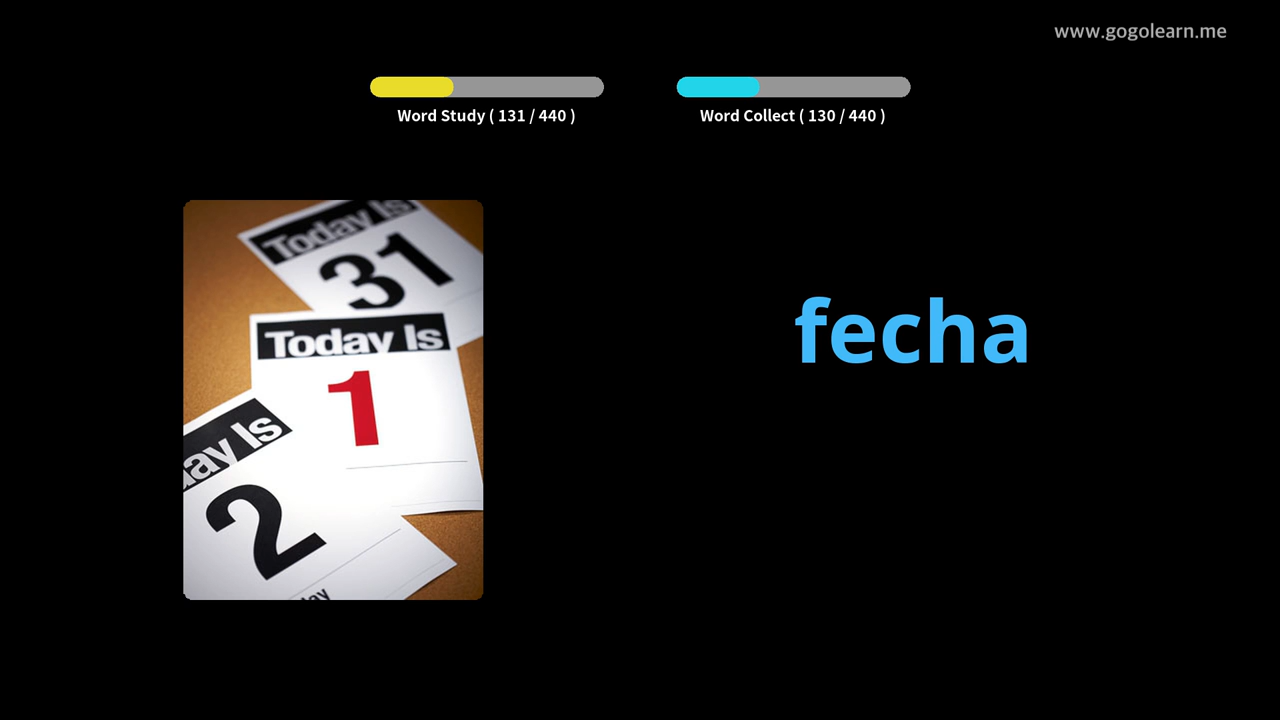 www.gogolearn.me
Word Study ( 131 / 440 )
Word Collect ( 130 / 440 )
Today Is
31
Today Is
1
fecha
ay Is
2
day